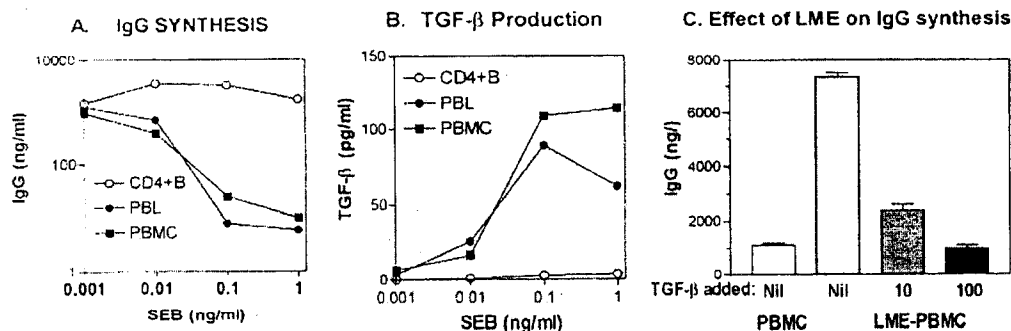 A. IgG SYNTHESIS
10000
100
1
IgG (ng/ml)
CD4+B
PBL
PBMC
0.001 0.01 0.1 1
SEB (ng/ml)
B. TGF-β Production
150
100
50
0
TGF-β (pg/ml)
CD4+B
PBL
PBMC
0.001 0.01 0.1 1
SEB (ng/ml)
C. Effect of LME on IgG synthesis
8000
6000
4000
2000
0
IgG (ng/)
TGF-β added: Nil Nil 10 100
PBMC LME-PBMC